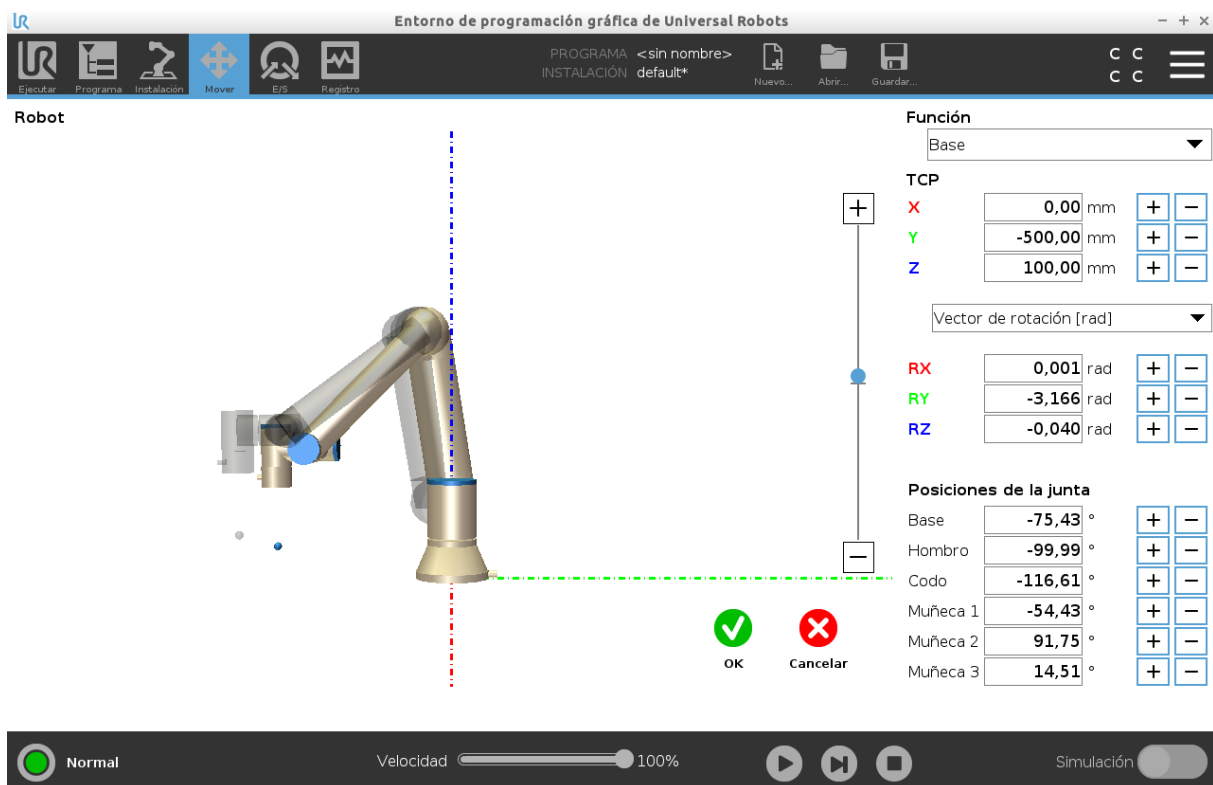 Entorno de programación gráfica de Universal Robots
PROGRAMA <sin nombre>
INSTALACIÓN default*
C C
C C
Ejecutar Programa Instalación Mover E/S Registro Nuevo... Abrir... Guardar...
Robot
Función
Base
TCP
X 0,00 mm + −
Y -500,00 mm + −
Z 100,00 mm + −
Vector de rotación [rad]
RX 0,001 rad + −
RY -3,166 rad + −
RZ -0,040 rad + −
Posiciones de la junta
Base -75,43 ° + −
Hombro -99,99 ° + −
Codo -116,61 ° + −
Muñeca 1 -54,43 ° + −
Muñeca 2 91,75 ° + −
Muñeca 3 14,51 ° + −
OK Cancelar
Normal Velocidad 100% Simulación